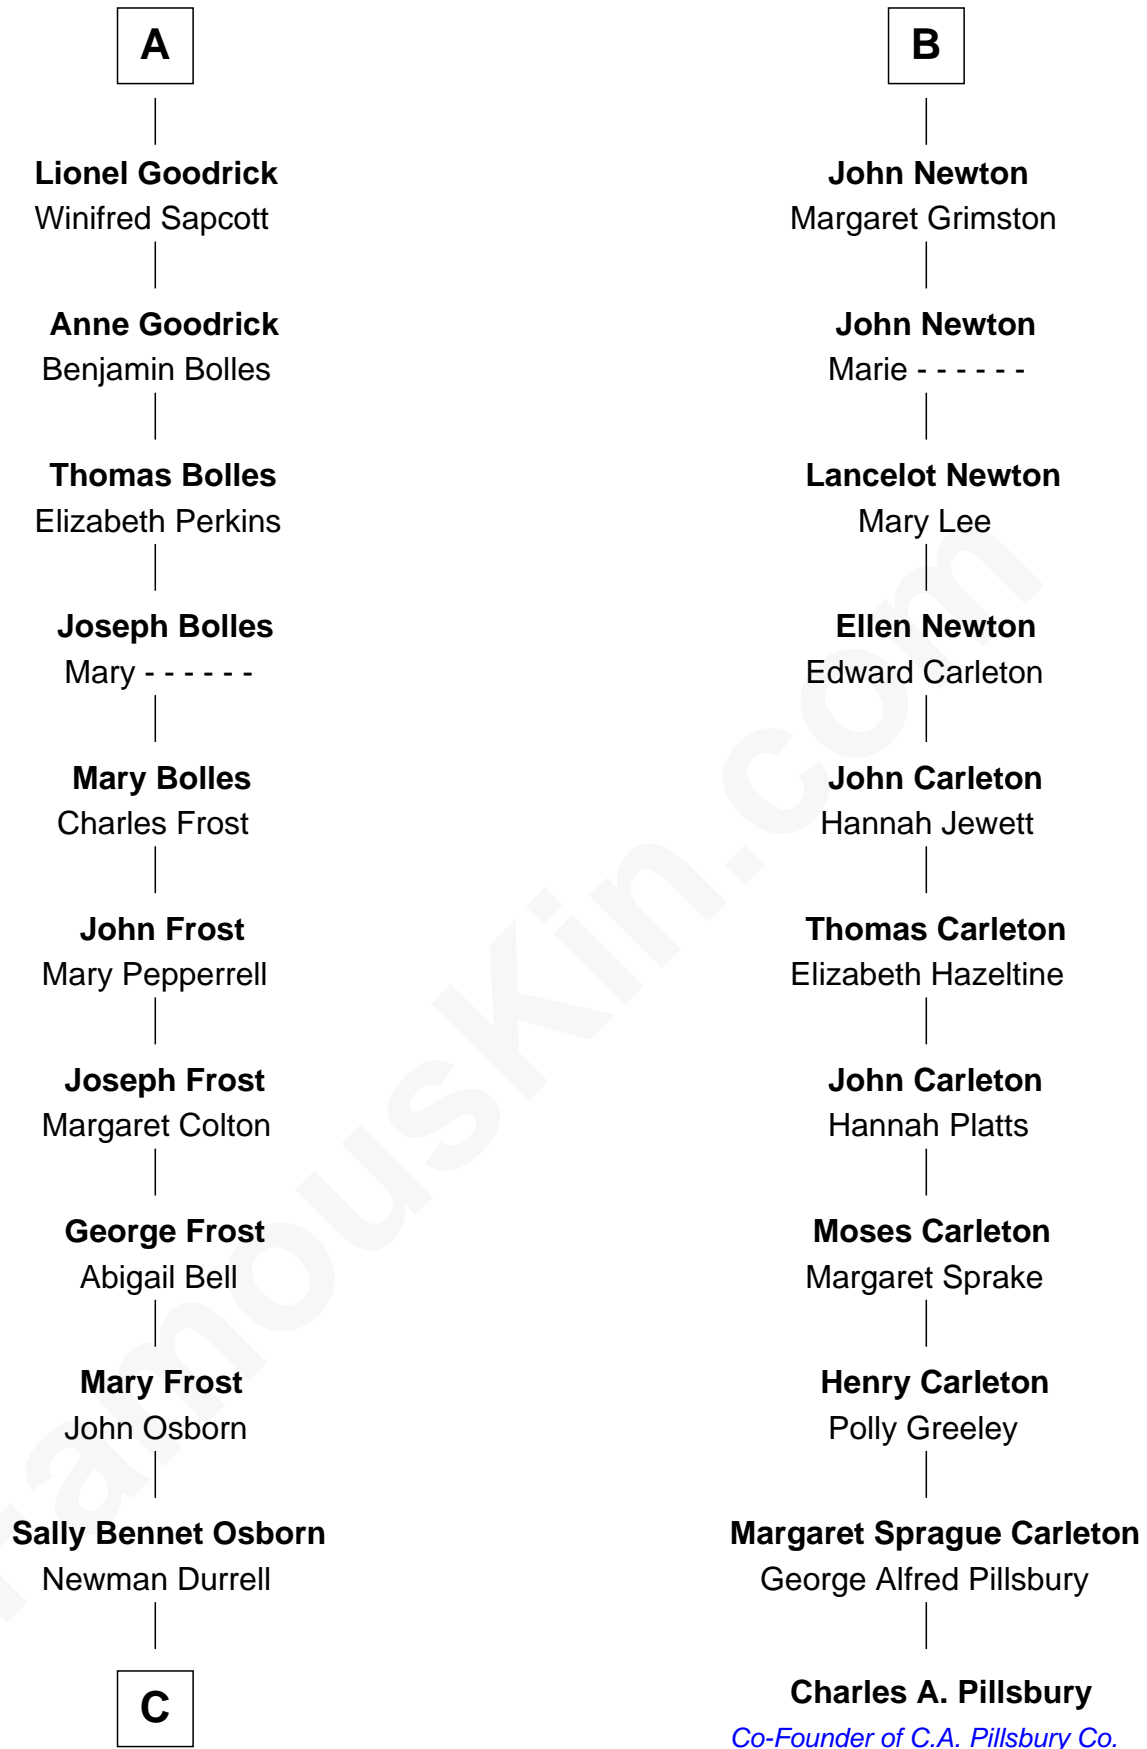 A
Lionel Goodrick
Winifred Sapcott
Anne Goodrick
Benjamin Bolles
Thomas Bolles
Elizabeth Perkins
Joseph Bolles
Mary - - - - - -
Mary Bolles
Charles Frost
John Frost
Mary Pepperrell
Joseph Frost
Margaret Colton
George Frost
Abigail Bell
Mary Frost
John Osborn
Sally Bennet Osborn
Newman Durrell
C
B
John Newton
Margaret Grimston
John Newton
Marie - - - - - -
Lancelot Newton
Mary Lee
Ellen Newton
Edward Carleton
John Carleton
Hannah Jewett
Thomas Carleton
Elizabeth Hazeltine
John Carleton
Hannah Platts
Moses Carleton
Margaret Sprake
Henry Carleton
Polly Greeley
Margaret Sprague Carleton
George Alfred Pillsbury
Charles A. Pillsbury
Co-Founder of C.A. Pillsbury Co.
FamousKin.com